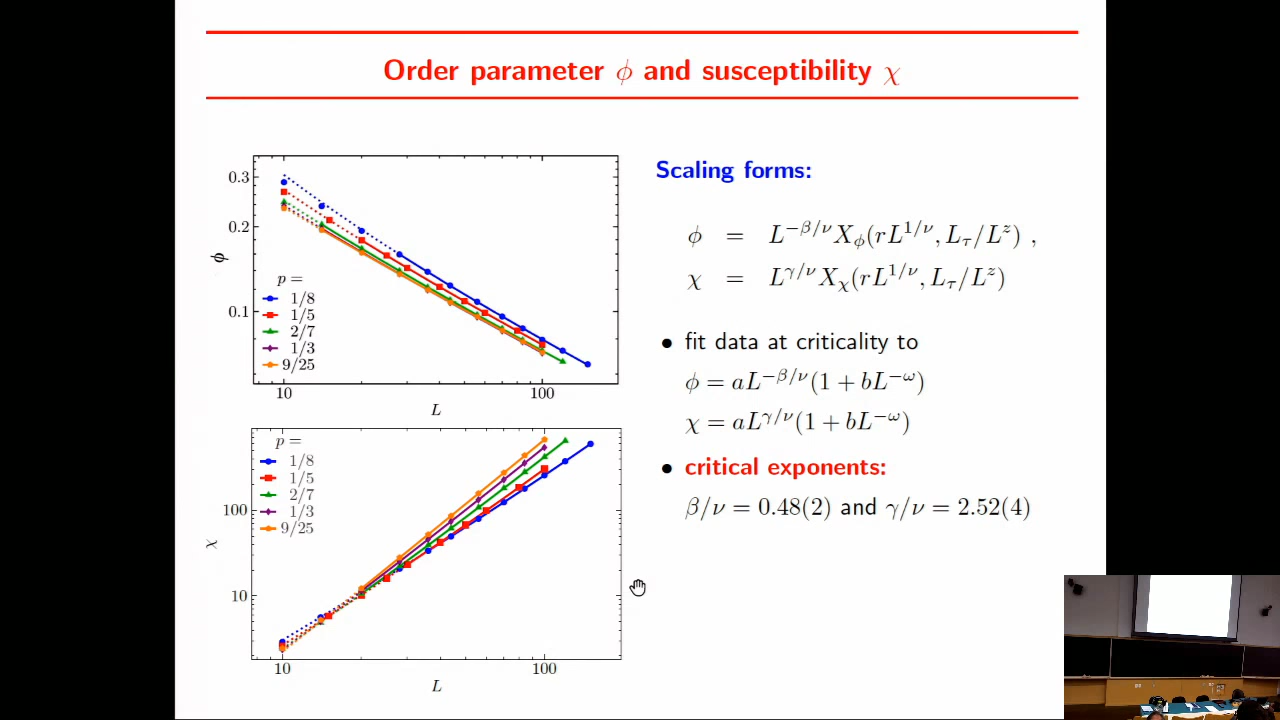 Order parameter ϕ and susceptibility χ
0.3
0.2
0.1
ϕ
p =
1/8
1/5
2/7
1/3
9/25
10
100
L
p =
1/8
1/5
2/7
1/3
9/25
100
10
χ
10
100
L
Scaling forms:
ϕ = L^{−β/ν} X_ϕ(rL^{1/ν}, L_τ/L^z) ,
χ = L^{γ/ν} X_χ(rL^{1/ν}, L_τ/L^z)
• fit data at criticality to
ϕ = aL^{−β/ν}(1 + bL^{−ω})
χ = aL^{γ/ν}(1 + bL^{−ω})
• critical exponents:
β/ν = 0.48(2) and γ/ν = 2.52(4)